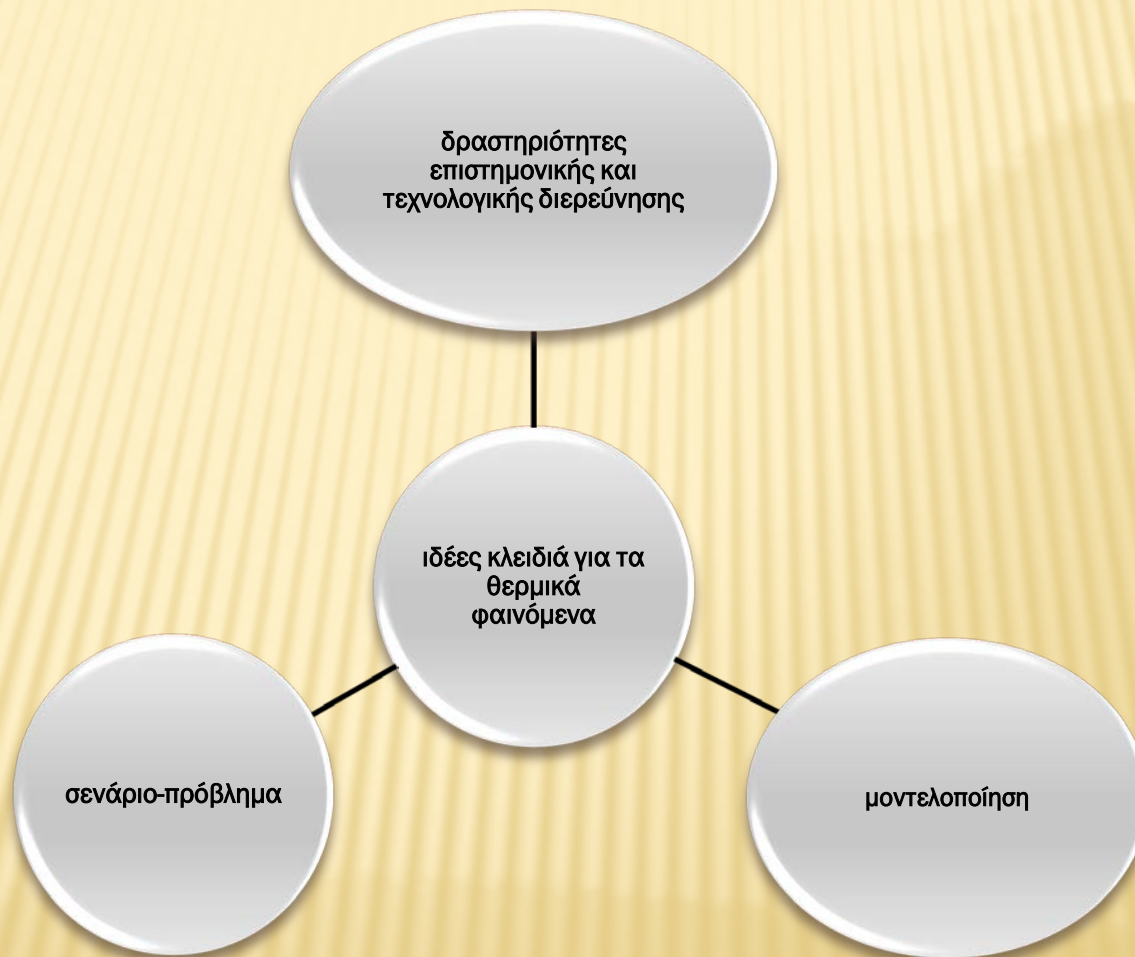 δραστηριότητες
επιστημονικής και
τεχνολογικής διερεύνησης
ιδέες κλειδιά για τα
θερμικά
φαινόμενα
σενάριο-πρόβλημα
μοντελοποίηση